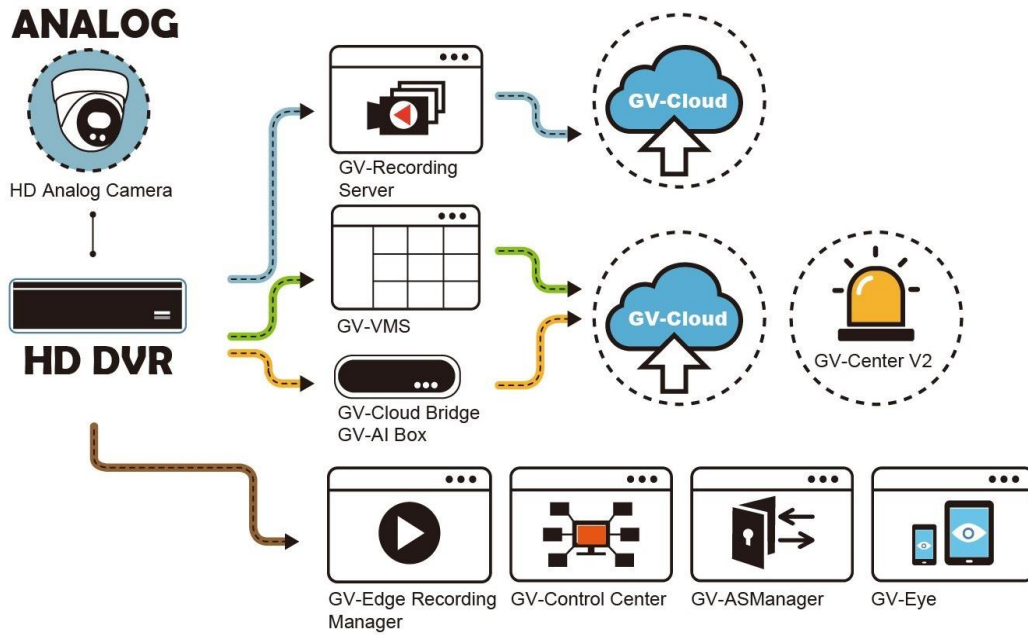 ANALOG
HD Analog Camera
HD DVR
GV-Recording
Server
GV-Cloud
GV-VMS
GV-Cloud Bridge
GV-AI Box
GV-Cloud
GV-Center V2
GV-Edge Recording
Manager
GV-Control Center
GV-ASManager
GV-Eye